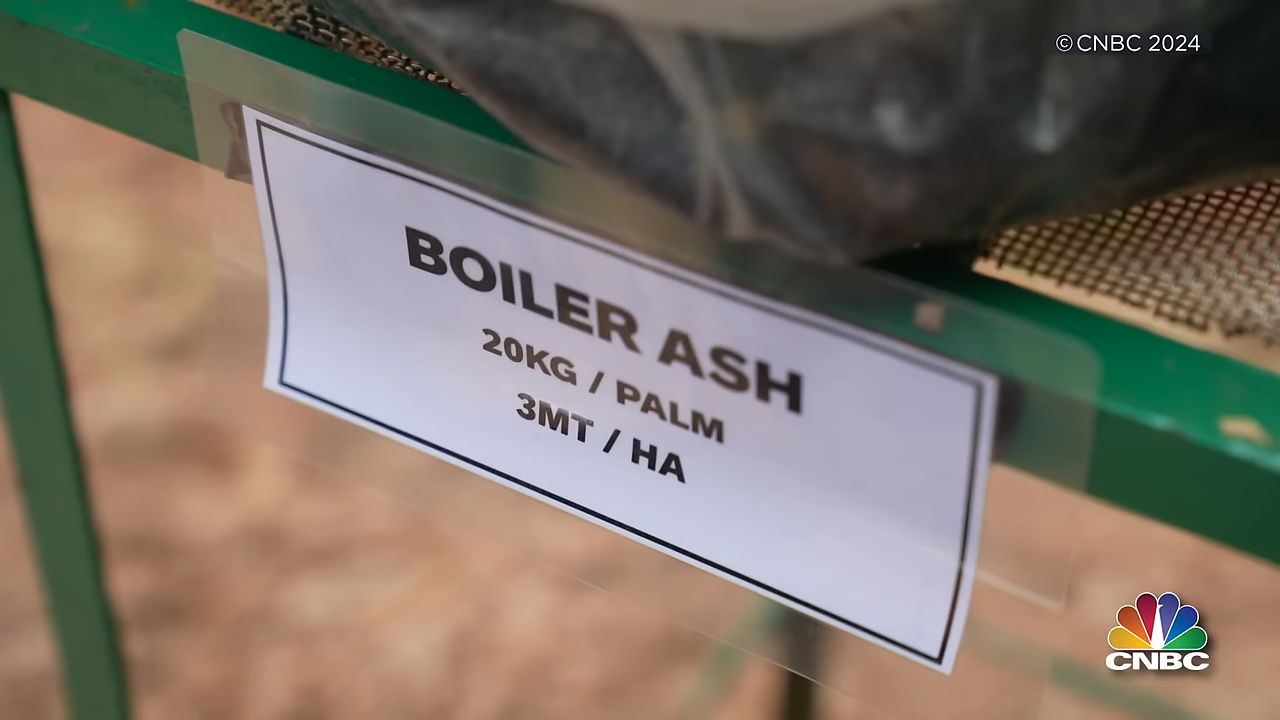 © CNBC 2024
BOILER ASH
20KG / PALM
3MT / HA
CNBC